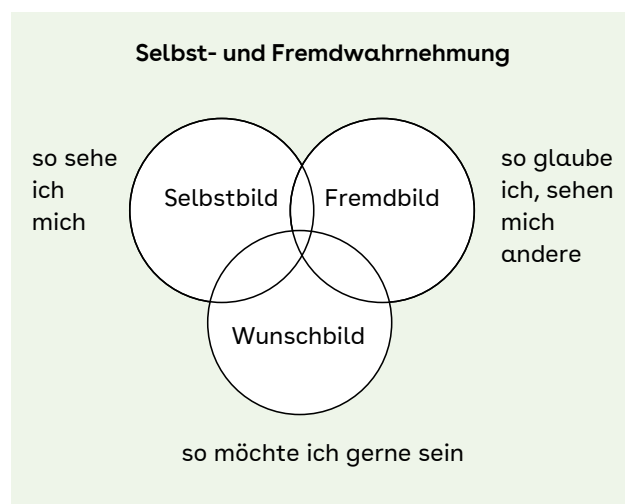 Selbst- und Fremdwahrnehmung
so sehe
ich
mich
Selbstbild
Fremdbild
so glaube
ich, sehen
mich
andere
Wunschbild
so möchte ich gerne sein